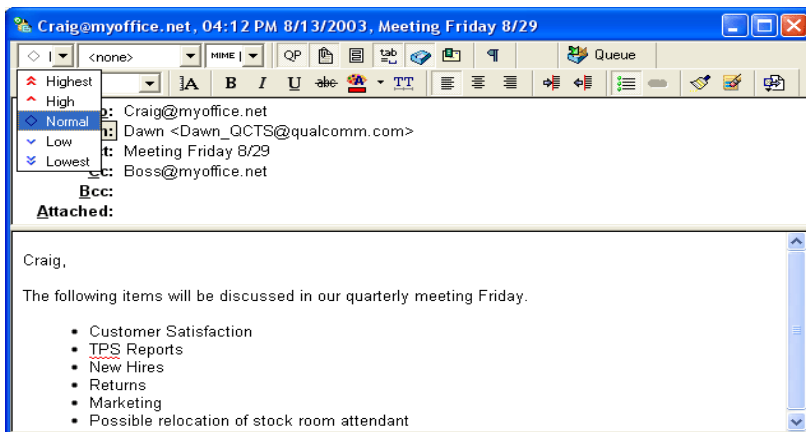 Craig@myoffice.net, 04:12 PM 8/13/2003, Meeting Friday 8/29
<none> MIME QP tab Queue
A B I U abc A TT
Highest
High
Normal
Low
Lowest
Craig@myoffice.net
Dawn <Dawn_QCTS@qualcomm.com>
Meeting Friday 8/29
Cc: Boss@myoffice.net
Bcc:
Attached:
Craig,
The following items will be discussed in our quarterly meeting Friday.
• Customer Satisfaction
• TPS Reports
• New Hires
• Returns
• Marketing
• Possible relocation of stock room attendant